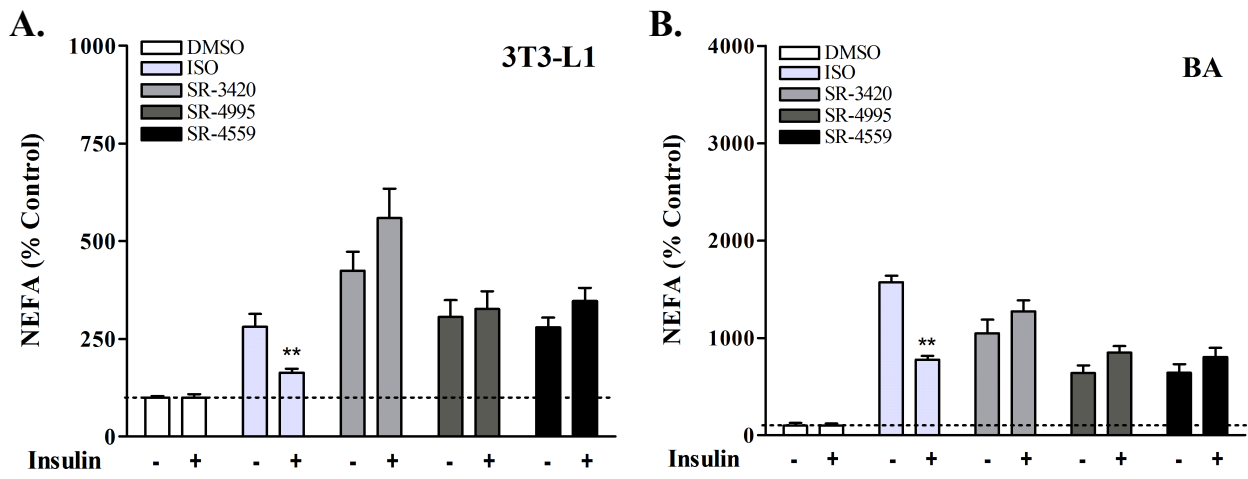 A.
3T3-L1
DMSO
ISO
SR-3420
SR-4995
SR-4559
NEFA (% Control)
1000
750
500
250
0
**
Insulin - + - + - + - + - +
B.
BA
DMSO
ISO
SR-3420
SR-4995
SR-4559
NEFA (% Control)
4000
3000
2000
1000
0
**
Insulin - + - + - + - + - +